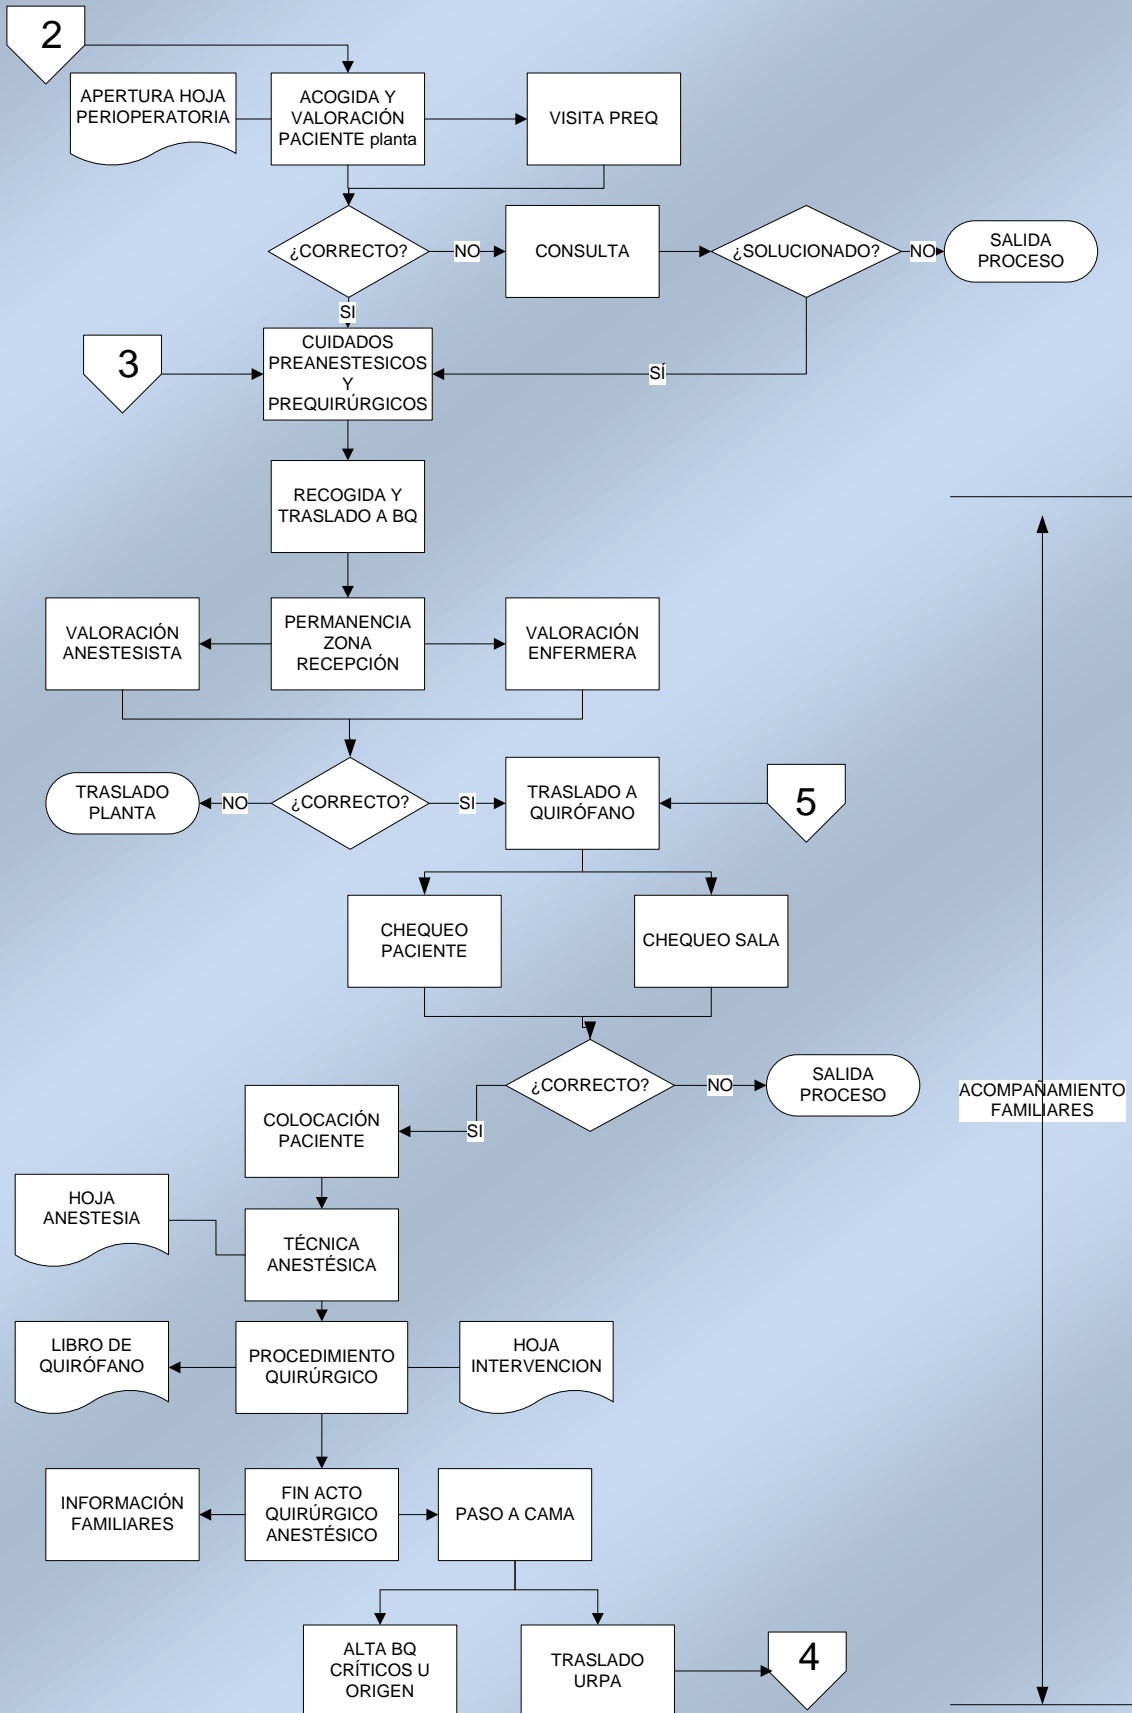 2
APERTURA HOJA
PERIOPERATORIA
ACOGIDA Y
VALORACIÓN
PACIENTE planta
VISITA PREQ
¿CORRECTO?
NO
CONSULTA
¿SOLUCIONADO?
NO
SALIDA
PROCESO
SI
3
CUIDADOS
PREANESTESICOS
Y
PREQUIRÚRGICOS
SÍ
RECOGIDA Y
TRASLADO A BQ
VALORACIÓN
ANESTESISTA
PERMANENCIA
ZONA
RECEPCIÓN
VALORACIÓN
ENFERMERA
TRASLADO
PLANTA
NO
¿CORRECTO?
SI
TRASLADO A
QUIRÓFANO
5
CHEQUEO
PACIENTE
CHEQUEO SALA
¿CORRECTO?
NO
SALIDA
PROCESO
ACOMPAÑAMIENTO
FAMILIARES
SI
COLOCACIÓN
PACIENTE
HOJA
ANESTESIA
TÉCNICA
ANESTÉSICA
LIBRO DE
QUIRÓFANO
PROCEDIMIENTO
QUIRÚRGICO
HOJA
INTERVENCION
INFORMACIÓN
FAMILIARES
FIN ACTO
QUIRÚRGICO
ANESTÉSICO
PASO A CAMA
ALTA BQ
CRÍTICOS U
ORIGEN
TRASLADO
URPA
4